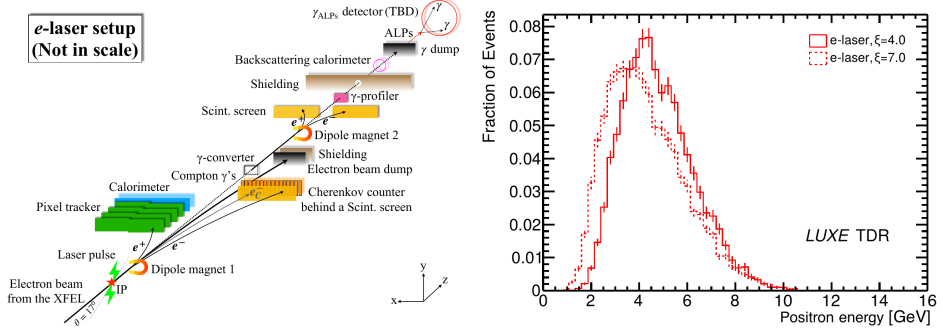 e-laser setup
(Not in scale)
γALPs detector (TBD)
γ
γ
ALPs
γ dump
Backscattering calorimeter
Shielding
γ-profiler
Scint. screen
e⁺
e⁻
Dipole magnet 2
γ-converter
Shielding
Electron beam dump
Compton γ's
Calorimeter
Pixel tracker
e⁻C
Cherenkov counter
behind a Scint. screen
e⁺
e⁻
Laser pulse
Dipole magnet 1
Electron beam
from the XFEL
IP
θ = 17°
y
z
x
Fraction of Events
0.08
0.07
0.06
0.05
0.04
0.03
0.02
0.01
0
e-laser, ξ=4.0
e-laser, ξ=7.0
LUXE TDR
0 2 4 6 8 10 12 14 16
Positron energy [GeV]